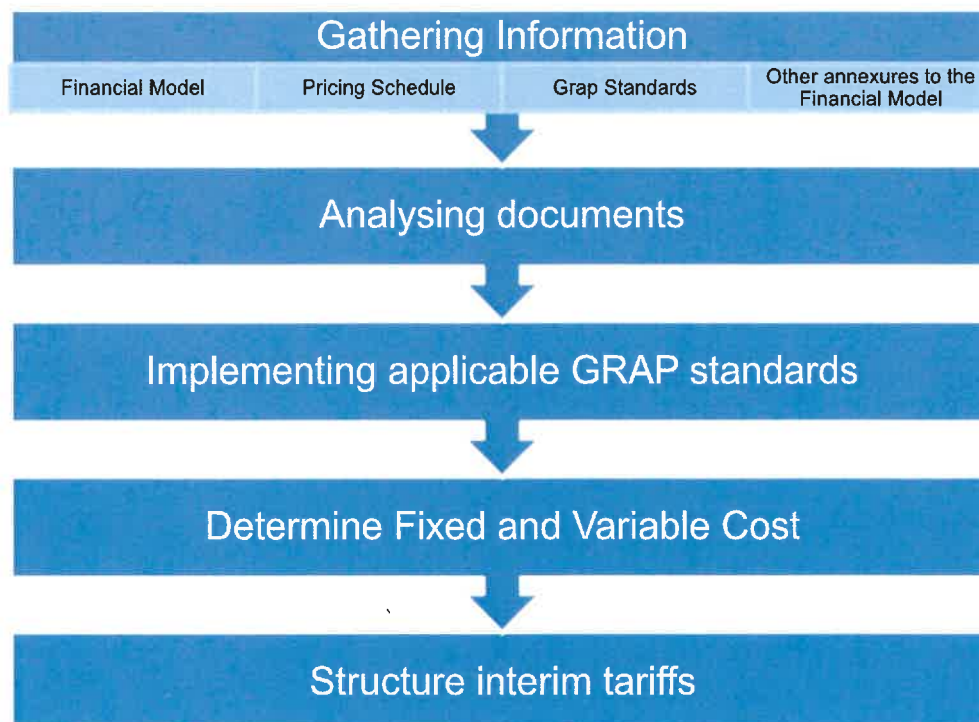 Gathering Information
Financial Model
Pricing Schedule
Grap Standards
Other annexures to the
Financial Model
Analysing documents
Implementing applicable GRAP standards
Determine Fixed and Variable Cost
Structure interim tariffs